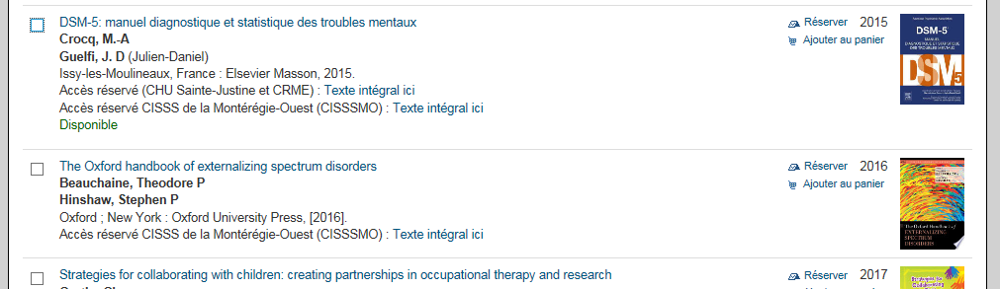 DSM-5: manuel diagnostique et statistique des troubles mentaux
Crocq, M.-A
Guelfi, J. D (Julien-Daniel)
Issy-les-Moulineaux, France : Elsevier Masson, 2015.
Accès réservé (CHU Sainte-Justine et CRME) : Texte intégral ici
Accès réservé CISSS de la Montérégie-Ouest (CISSSMO) : Texte intégral ici
Disponible
Réserver 2015
Ajouter au panier
DSM-5
MANUEL
DIAGNOSTIQUE ET STATISTIQUE
DES TROUBLES MENTAUX
DSM-5
The Oxford handbook of externalizing spectrum disorders
Beauchaine, Theodore P
Hinshaw, Stephen P
Oxford ; New York : Oxford University Press, [2016].
Accès réservé CISSS de la Montérégie-Ouest (CISSSMO) : Texte intégral ici
Réserver 2016
Ajouter au panier
The Oxford Handbook of
EXTERNALIZING
SPECTRUM
DISORDERS
Strategies for collaborating with children: creating partnerships in occupational therapy and research
Réserver 2017